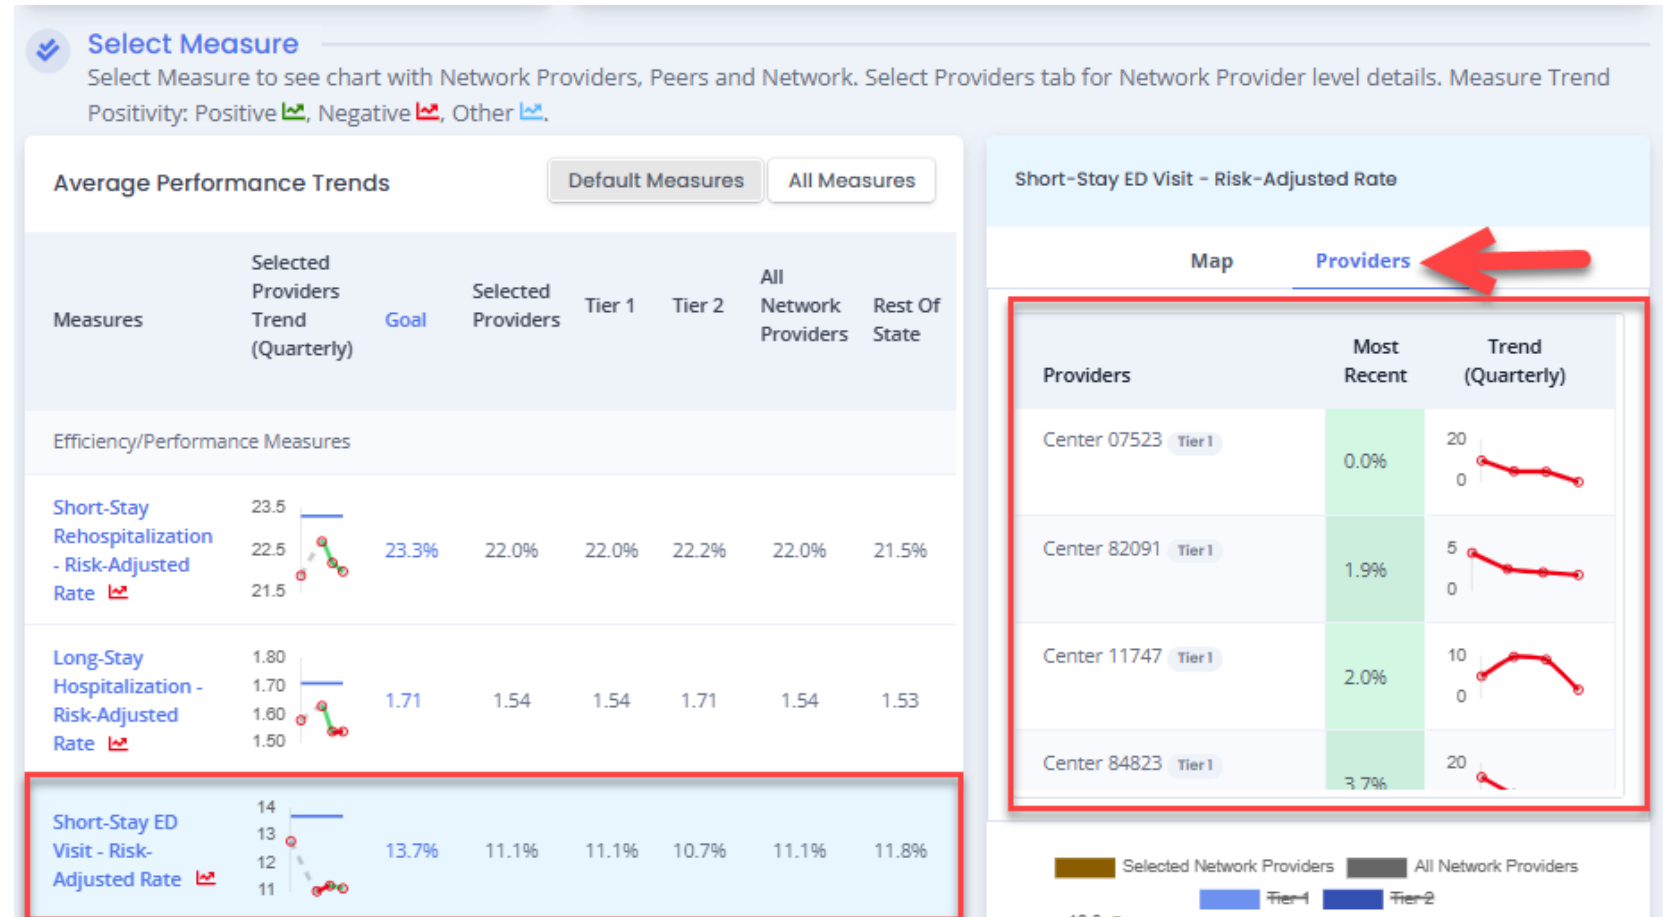 Select Measure
Select Measure to see chart with Network Providers, Peers and Network. Select Providers tab for Network Provider level details. Measure Trend
Positivity: Positive , Negative , Other .
Average Performance Trends
Default Measures
All Measures
Measures
Selected
Providers
Trend
(Quarterly)
Goal
Selected
Providers
Tier 1
Tier 2
All
Network
Providers
Rest Of
State
Efficiency/Performance Measures
Short-Stay
Rehospitalization
- Risk-Adjusted
Rate
23.5
22.5
21.5
23.3%
22.0%
22.0%
22.2%
22.0%
21.5%
Long-Stay
Hospitalization -
Risk-Adjusted
Rate
1.80
1.70
1.60
1.50
1.71
1.54
1.54
1.71
1.54
1.53
Short-Stay ED
Visit - Risk-
Adjusted Rate
14
13
12
11
13.7%
11.1%
11.1%
10.7%
11.1%
11.8%
Short-Stay ED Visit - Risk-Adjusted Rate
Map
Providers
Providers
Most
Recent
Trend
(Quarterly)
Center 07523 Tier 1
0.0%
20
0
Center 82091 Tier 1
1.9%
5
0
Center 11747 Tier 1
2.0%
10
0
Center 84823 Tier 1
3.7%
20
Selected Network Providers
All Network Providers
Tier 1
Tier 2